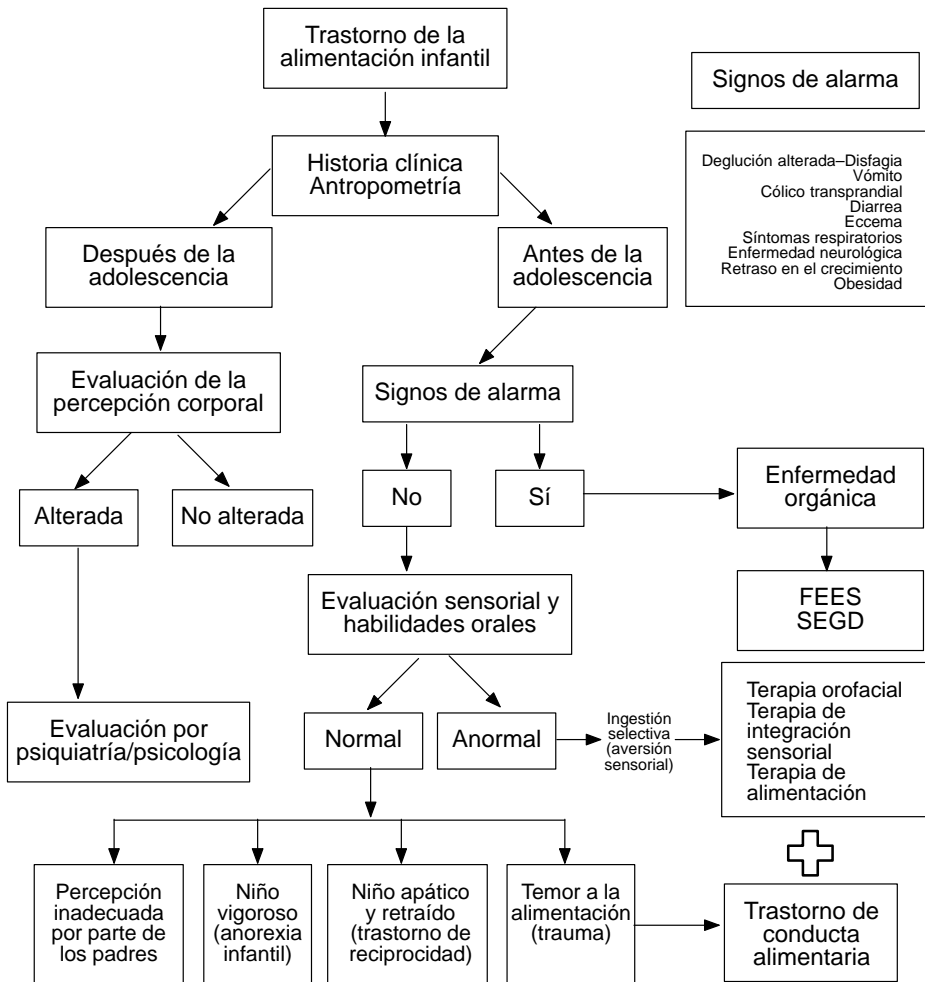 Trastorno de la
alimentación infantil
Signos de alarma
Historia clínica
Antropometría
Deglución alterada–Disfagia
Vómito
Cólico transprandial
Diarrea
Eccema
Síntomas respiratorios
Enfermedad neurológica
Retraso en el crecimiento
Obesidad
Después de la
adolescencia
Antes de la
adolescencia
Evaluación de la
percepción corporal
Signos de alarma
Alterada
No alterada
No
Sí
Enfermedad
orgánica
FEES
SEGD
Evaluación sensorial y
habilidades orales
Evaluación por
psiquiatría/psicología
Normal
Anormal
Ingestión
selectiva
(aversión
sensorial)
Terapia orofacial
Terapia de
integración
sensorial
Terapia de
alimentación
Percepción
inadecuada
por parte de
los padres
Niño
vigoroso
(anorexia
infantil)
Niño apático
y retraído
(trastorno de
reciprocidad)
Temor a la
alimentación
(trauma)
Trastorno de
conducta
alimentaria